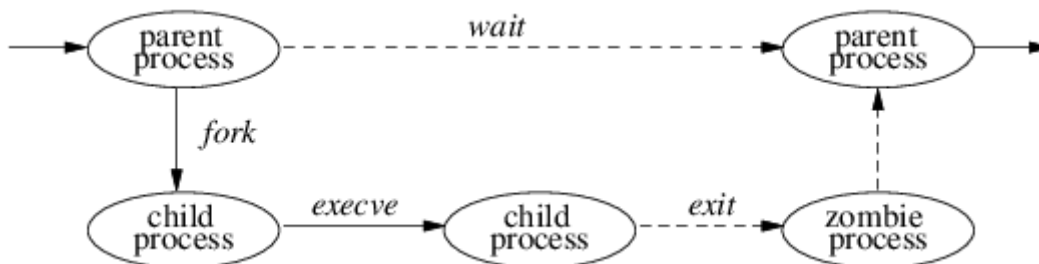 parent
process
wait
parent
process
fork
child
process
execve
child
process
exit
zombie
process